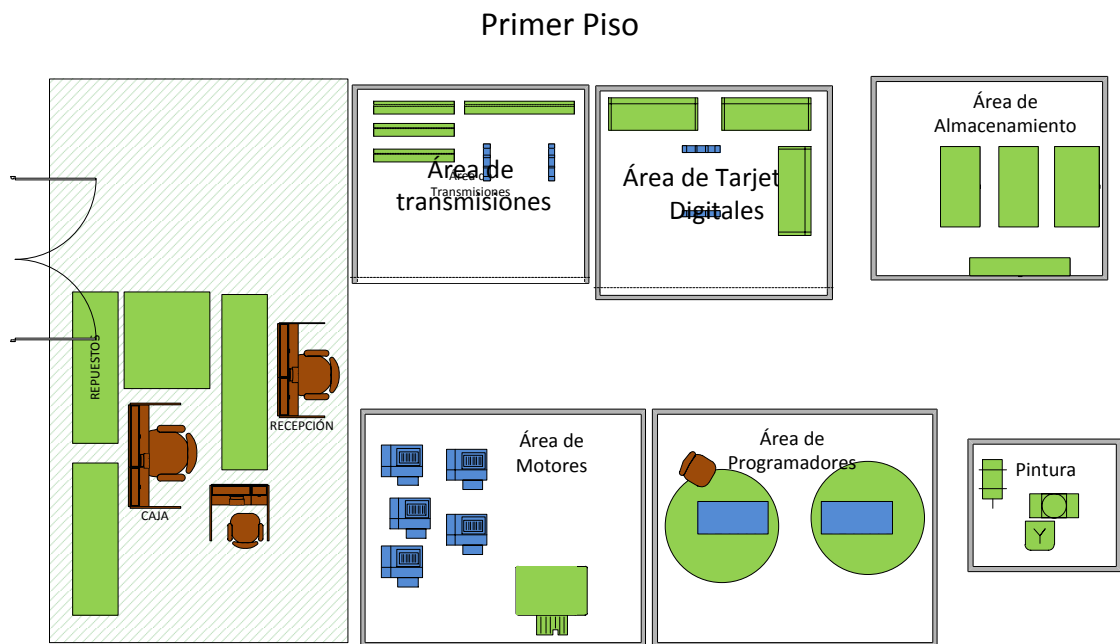 Primer Piso
Área de
transmisiones
Área de
Transmisiones
Área de Tarjet
Digitales
Área de
Almacenamiento
REPUESTOS
RECEPCIÓN
CAJA
Área de
Motores
Área de
Programadores
Pintura